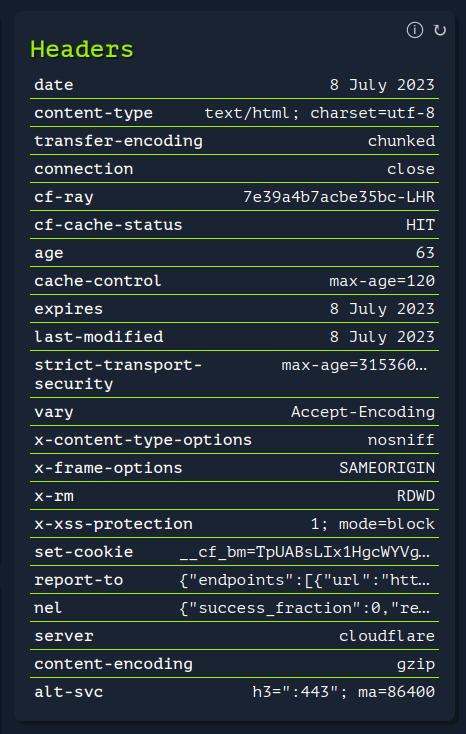 Headers
date 8 July 2023
content-type text/html; charset=utf-8
transfer-encoding chunked
connection close
cf-ray 7e39a4b7acbe35bc-LHR
cf-cache-status HIT
age 63
cache-control max-age=120
expires 8 July 2023
last-modified 8 July 2023
strict-transport- max-age=315360…
security
vary Accept-Encoding
x-content-type-options nosniff
x-frame-options SAMEORIGIN
x-rm RDWD
x-xss-protection 1; mode=block
set-cookie __cf_bm=TpUABsLIx1HgcWYVg…
report-to {"endpoints":[{"url":"htt…
nel {"success_fraction":0,"re…
server cloudflare
content-encoding gzip
alt-svc h3=":443"; ma=86400